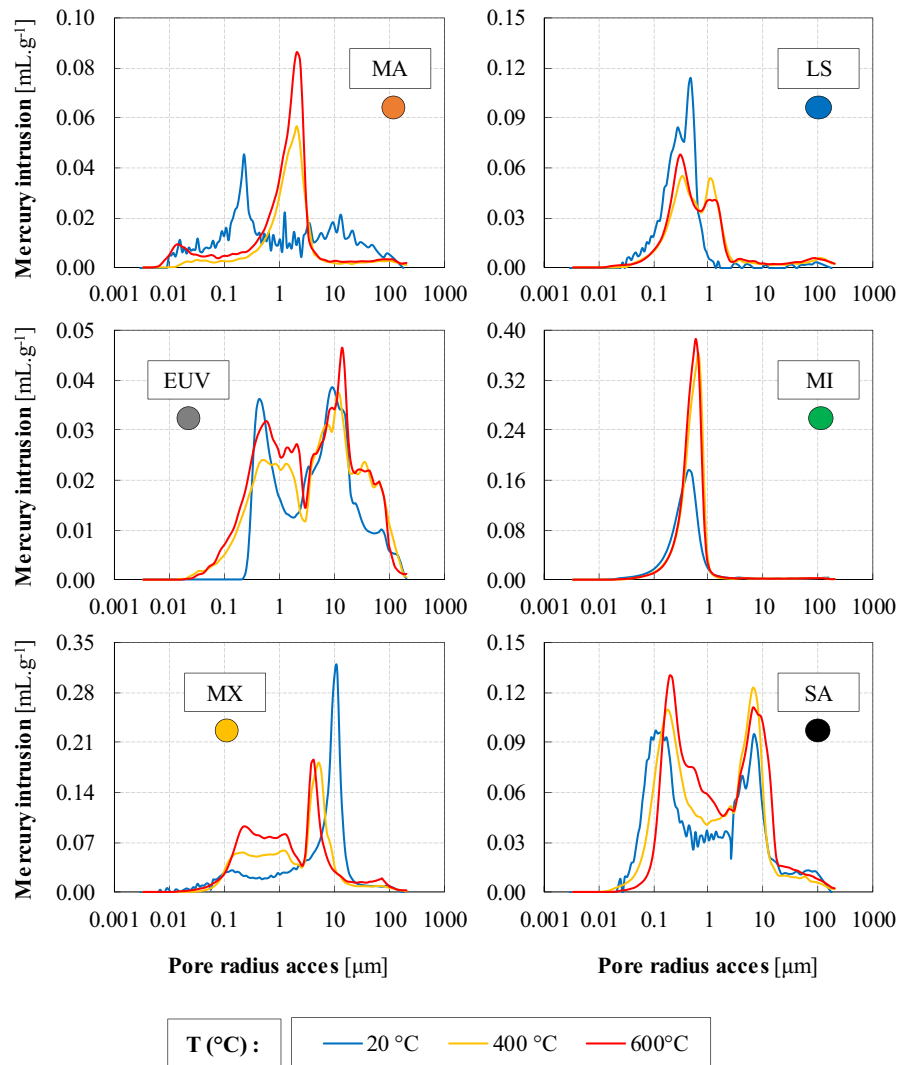 Mercury intrusion [mL.g⁻¹]
0.10
0.08
0.06
0.04
0.02
0.00
MA
0.001 0.01 0.1 1 10 100 1000
0.15
0.12
0.09
0.06
0.03
0.00
LS
0.001 0.01 0.1 1 10 100 1000
Mercury intrusion [mL.g⁻¹]
0.05
0.04
0.03
0.02
0.01
0.00
EUV
0.001 0.01 0.1 1 10 100 1000
0.40
0.32
0.24
0.16
0.08
0.00
MI
0.001 0.01 0.1 1 10 100 1000
Mercury intrusion [mL.g⁻¹]
0.35
0.28
0.21
0.14
0.07
0.00
MX
0.001 0.01 0.1 1 10 100 1000
Pore radius acces [μm]
0.15
0.12
0.09
0.06
0.03
0.00
SA
0.001 0.01 0.1 1 10 100 1000
Pore radius acces [μm]
T (°C) : 20 °C 400 °C 600°C